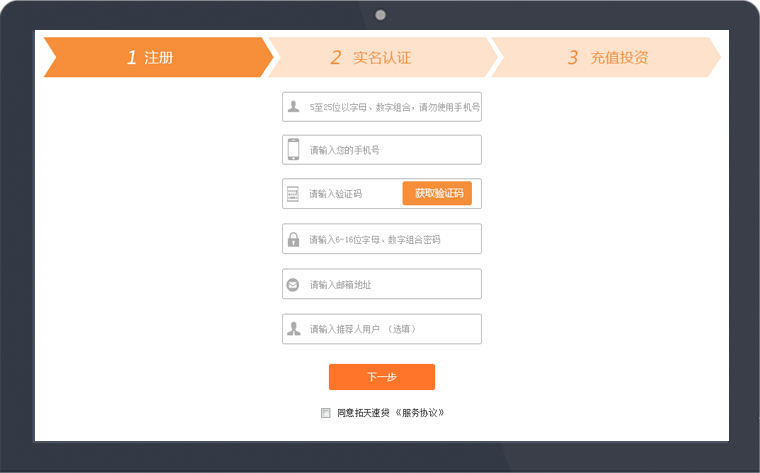 1 注册
2 实名认证
3 充值投资
5至25位以字母、数字组合，请勿使用手机号
请输入您的手机号
请输入验证码 获取验证码
请输入6-16位字母、数字组合密码
请输入邮箱地址
请输入推荐人用户 （选填）
下一步
同意拓天速贷 《服务协议》